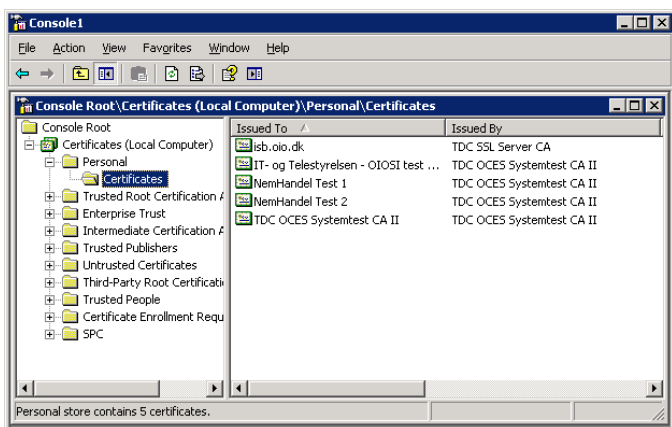 Console1
File Action View Favorites Window Help
Console Root\Certificates (Local Computer)\Personal\Certificates
Console Root
Certificates (Local Computer)
Personal
Certificates
Trusted Root Certification A
Enterprise Trust
Intermediate Certification A
Trusted Publishers
Untrusted Certificates
Third-Party Root Certificati
Trusted People
Certificate Enrollment Requ
SPC
Issued To Issued By
isb.oio.dk TDC SSL Server CA
IT- og Telestyrelsen - OIOSI test ... TDC OCES Systemtest CA II
NemHandel Test 1 TDC OCES Systemtest CA II
NemHandel Test 2 TDC OCES Systemtest CA II
TDC OCES Systemtest CA II TDC OCES Systemtest CA II
Personal store contains 5 certificates.